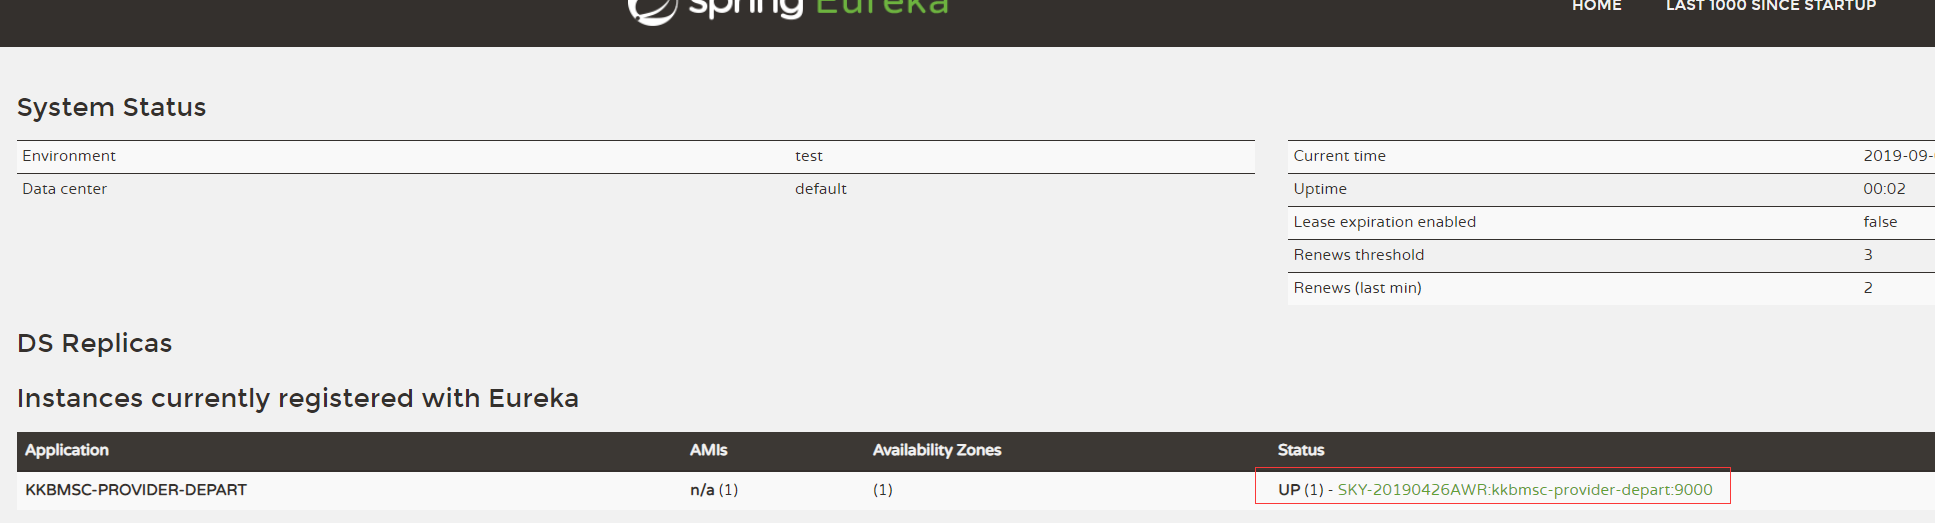 spring Eureka
HOME LAST 1000 SINCE STARTUP
System Status
Environment test
Data center default
Current time 2019-09-
Uptime 00:02
Lease expiration enabled false
Renews threshold 3
Renews (last min) 2
DS Replicas
Instances currently registered with Eureka
Application AMIs Availability Zones Status
KKBMSC-PROVIDER-DEPART n/a (1) (1) UP (1) - SKY-20190426AWR:kkbmsc-provider-depart:9000